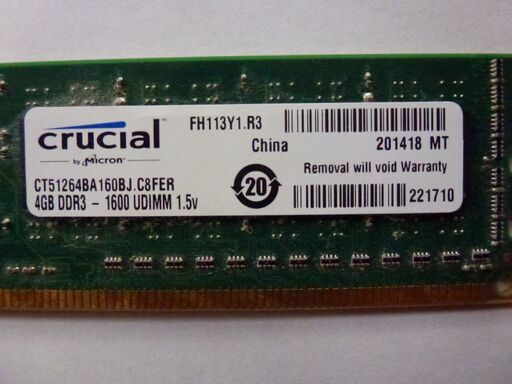 crucial
by Micron
CT51264BA160BJ.C8FER
4GB DDR3 - 1600 UDIMM 1.5v
FH113Y1.R3
China
201418 MT
Removal will void Warranty
20
221710